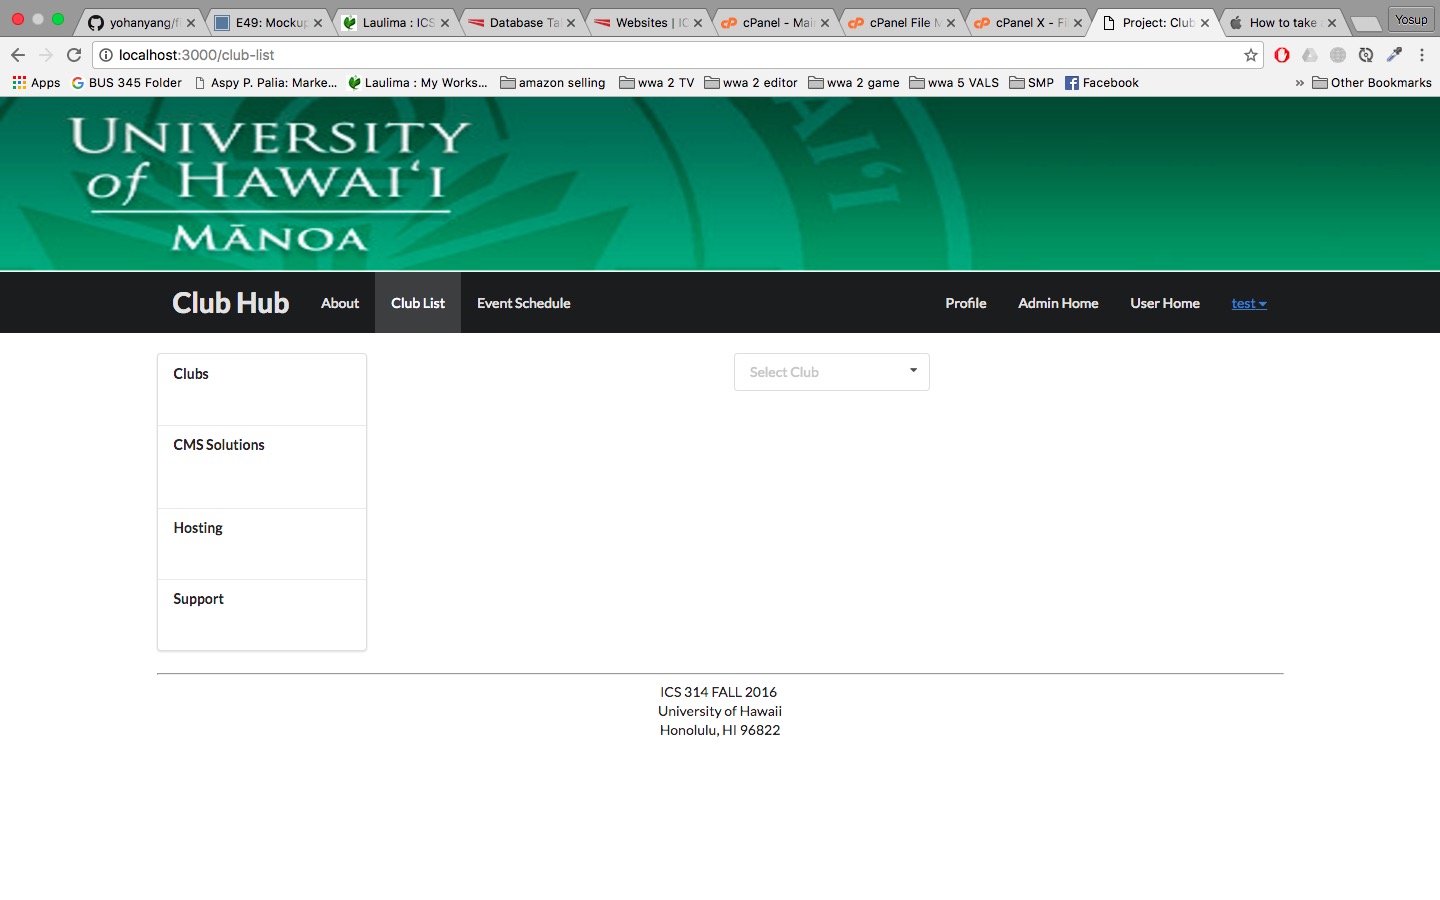 yohanyang/f
E49: Mocku
Laulima : ICS
Database Ta
Websites | IC
cPanel - Mai
cPanel File M
cPanel X - Fi
Project: Club
How to take
Yosup
localhost:3000/club-list
Apps
BUS 345 Folder
Aspy P. Palia: Marke...
Laulima : My Works...
amazon selling
wwa 2 TV
wwa 2 editor
wwa 2 game
wwa 5 VALS
SMP
Facebook
»
Other Bookmarks
UNIVERSITY
of HAWAIʻI
MĀNOA
AIʻI
Club Hub
About
Club List
Event Schedule
Profile
Admin Home
User Home
test
Clubs
CMS Solutions
Hosting
Support
Select Club
ICS 314 FALL 2016
University of Hawaii
Honolulu, HI 96822